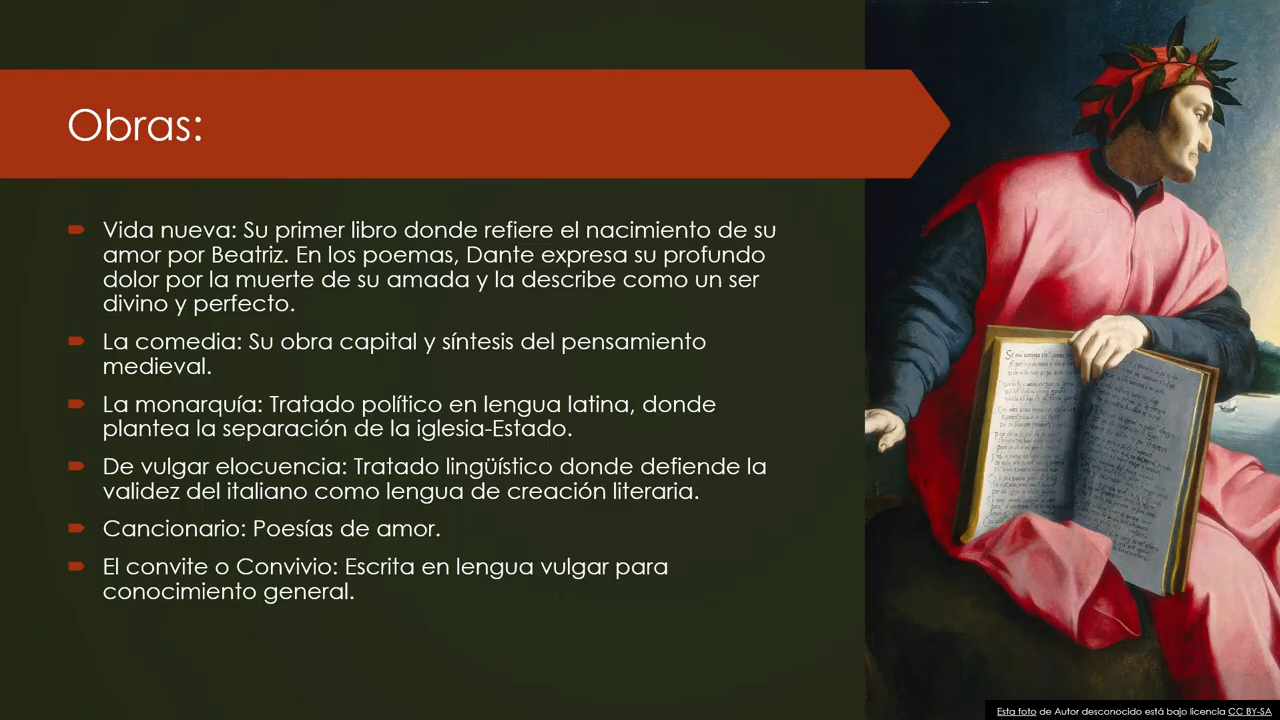 Obras:
Vida nueva: Su primer libro donde refiere el nacimiento de su
amor por Beatriz. En los poemas, Dante expresa su profundo
dolor por la muerte de su amada y la describe como un ser
divino y perfecto.
La comedia: Su obra capital y síntesis del pensamiento
medieval.
La monarquía: Tratado político en lengua latina, donde
plantea la separación de la iglesia-Estado.
De vulgar elocuencia: Tratado lingüístico donde defiende la
validez del italiano como lengua de creación literaria.
Cancionario: Poesías de amor.
El convite o Convivio: Escrita en lengua vulgar para
conocimiento general.
Esta foto de Autor desconocido está bajo licencia CC BY-SA